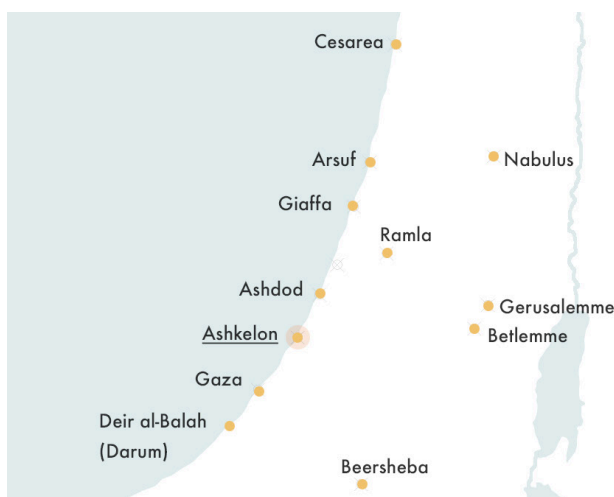 Cesarea
Arsuf
Nabulus
Giaffa
Ramla
Ashdod
Gerusalemme
Ashkelon
Betlemme
Gaza
Deir al-Balah
(Darum)
Beersheba